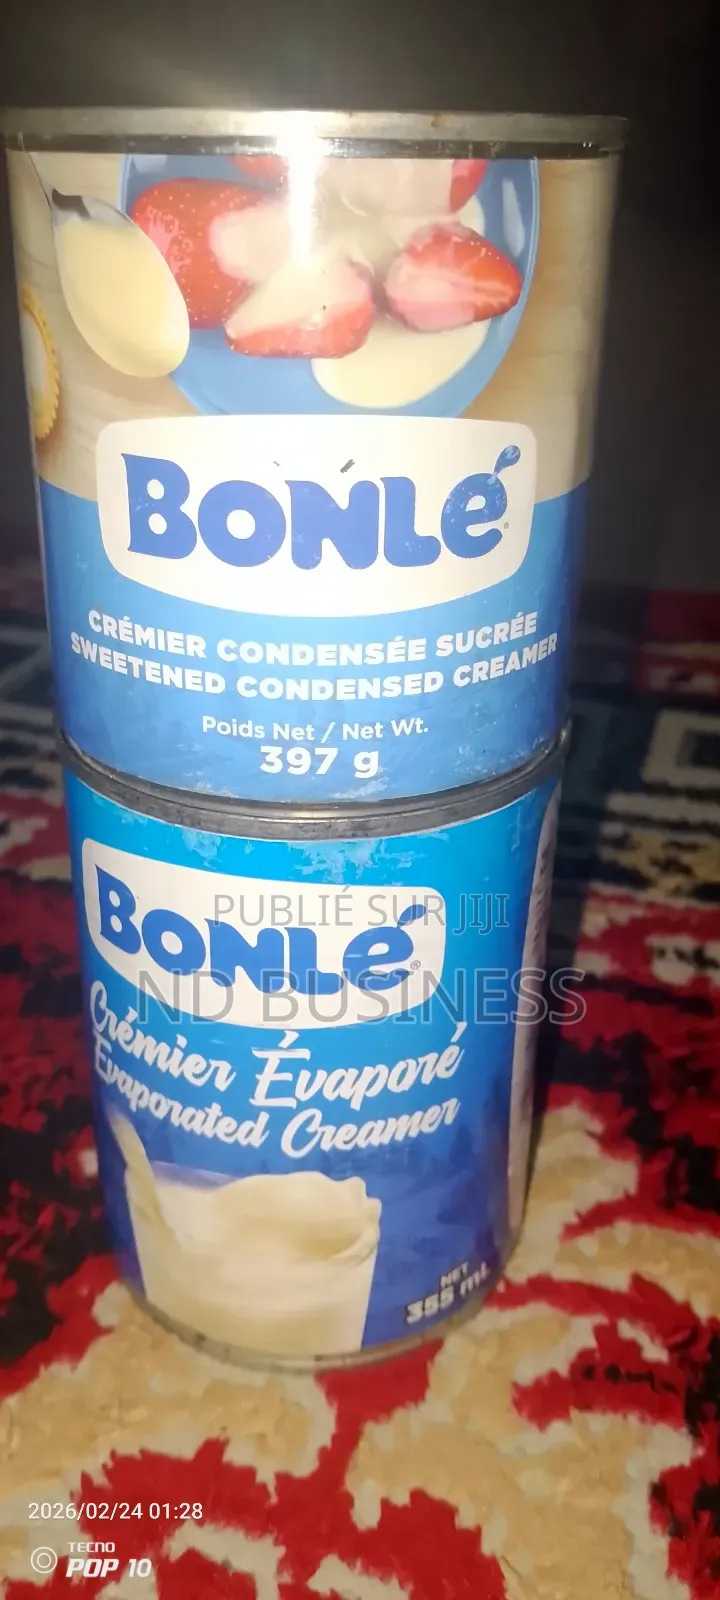 BONLé
CRÉMIER CONDENSÉE SUCRÉE
SWEETENED CONDENSED CREAMER
Poids Net / Net Wt.
397 g
BONLé
PUBLIÉ SUR JIJI
ND BUSINESS
Crémier Évaporé
Evaporated Creamer
NET
355 mL
2026/02/24 01:28
TECNO
POP 10